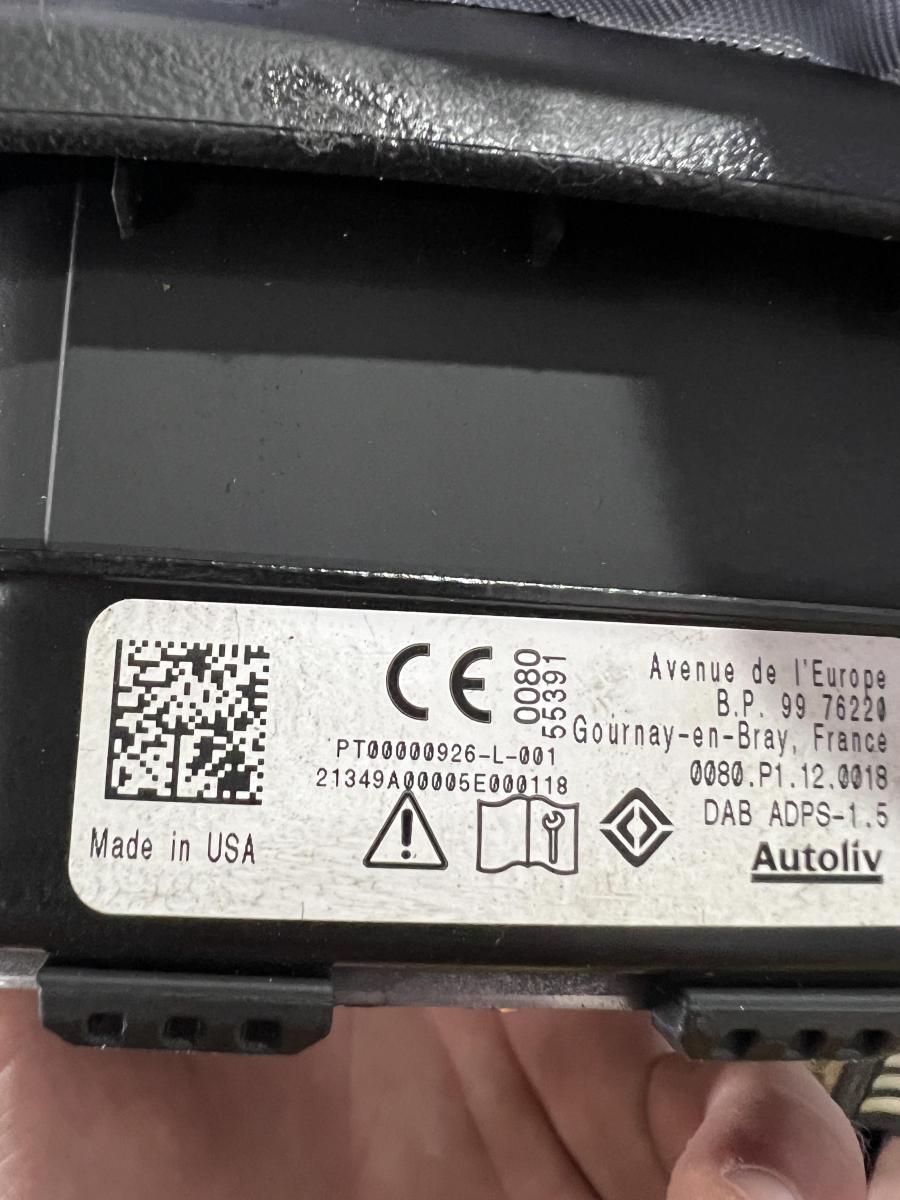 CE 0080
55391
PT00000926-L-001
21349A00005E000118
Made in USA
Avenue de l'Europe
B.P. 99 76220
Gournay-en-Bray, France
0080.P1.12.0018
DAB ADPS-1.5
Autoliv